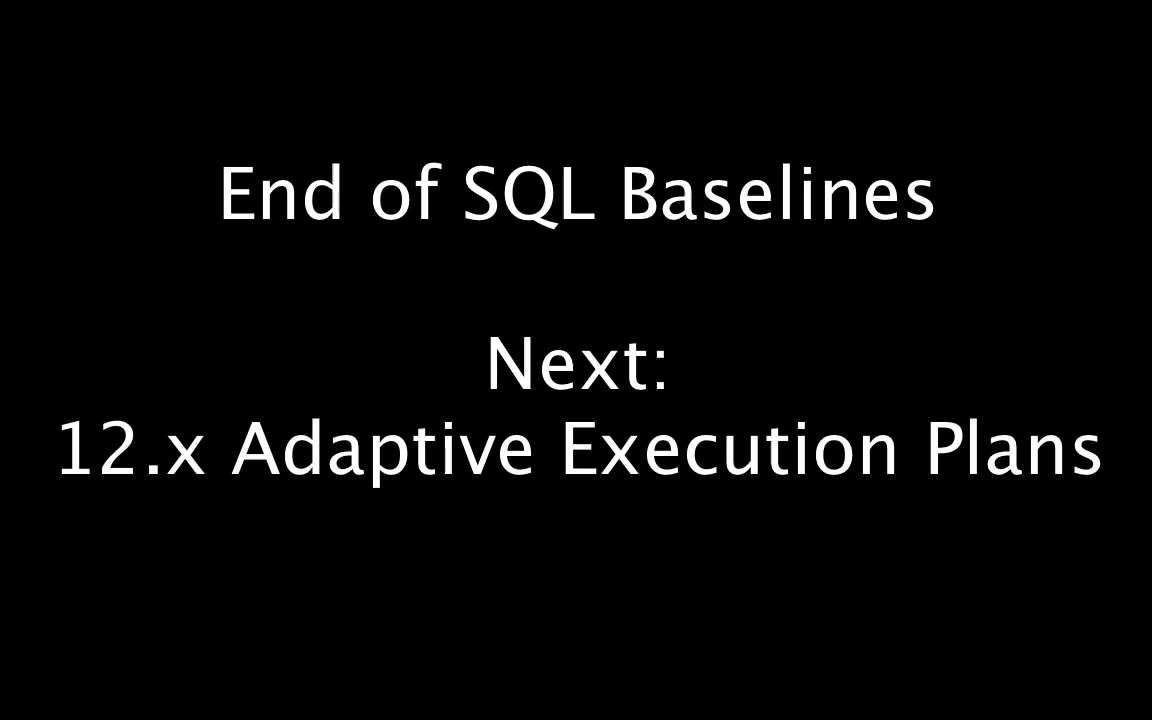 End of SQL Baselines
Next:
12.x Adaptive Execution Plans